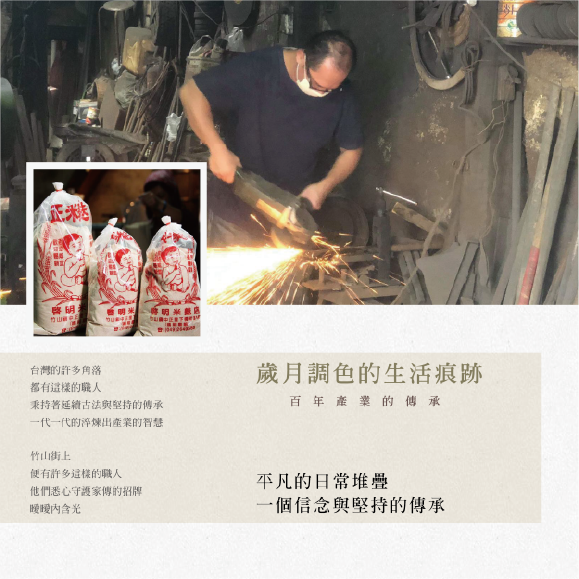 啓明米麩店
台灣的許多角落
都有這樣的職人
秉持著延續古法與堅持的傳承
一代一代的淬煉出產業的智慧
竹山街上
便有許多這樣的職人
他們悉心守護家傳的招牌
曖曖內含光
歲月調色的生活痕跡
百年產業的傳承
平凡的日常堆疊
一個信念與堅持的傳承